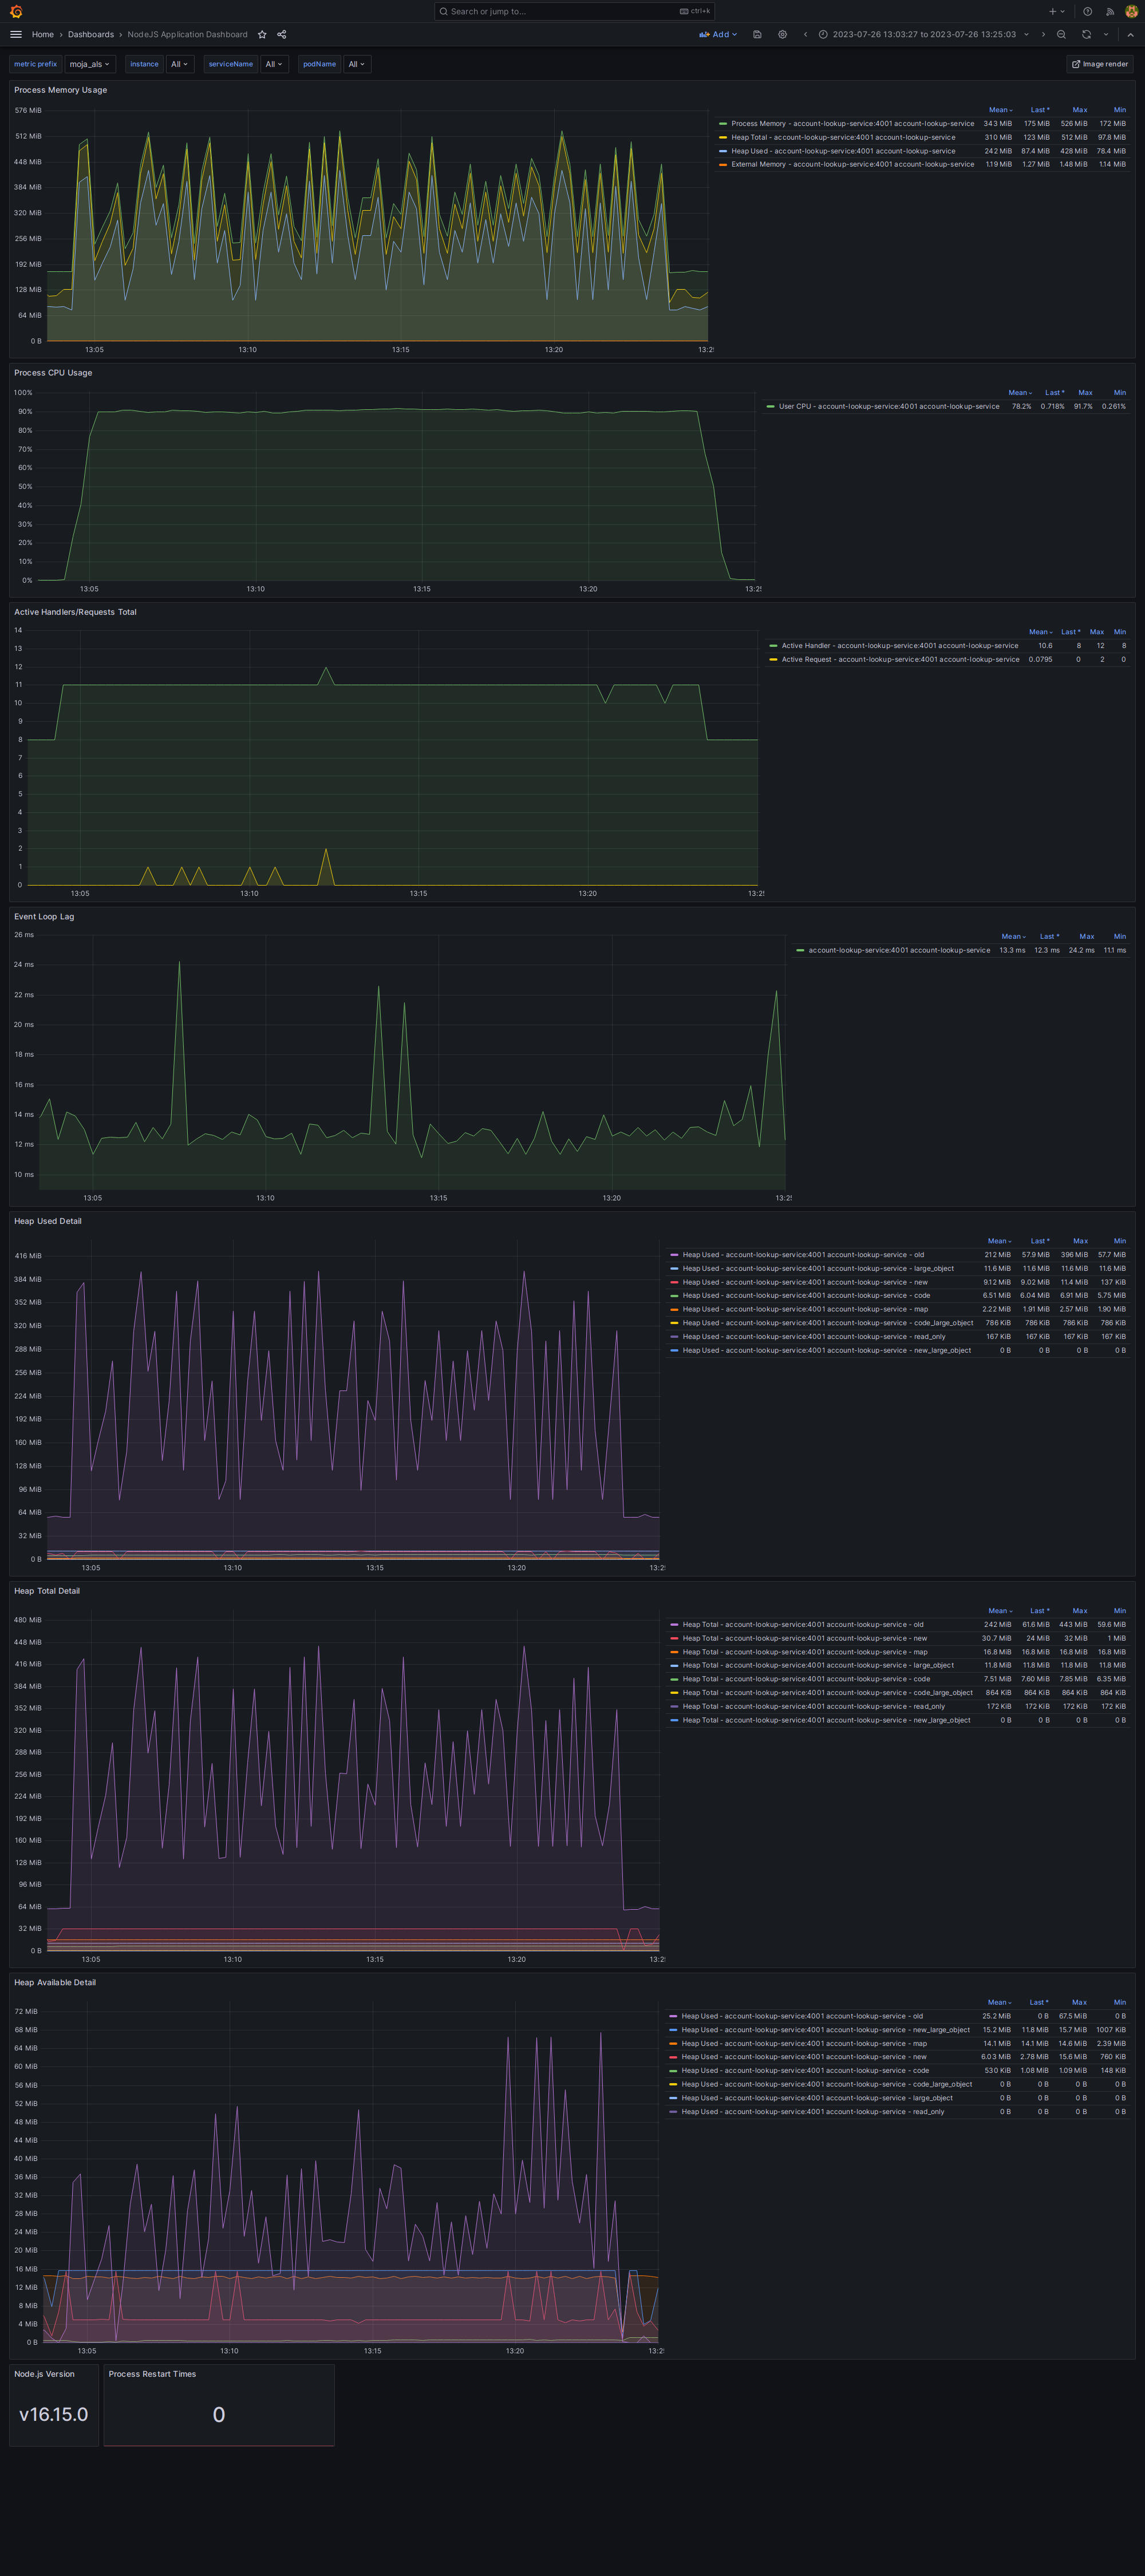 Search or jump to...
ctrl+k
Home › Dashboards › NodeJS Application Dashboard
Add
2023-07-26 13:03:27 to 2023-07-26 13:25:03
metric prefix moja_als instance All serviceName All podName All
Image render
Process Memory Usage
576 MiB
512 MiB
448 MiB
384 MiB
320 MiB
256 MiB
192 MiB
128 MiB
64 MiB
0 B
13:05 13:10 13:15 13:20
Mean Last * Max Min
Process Memory - account-lookup-service:4001 account-lookup-service 343 MiB 175 MiB 526 MiB 172 MiB
Heap Total - account-lookup-service:4001 account-lookup-service 310 MiB 123 MiB 512 MiB 97.8 MiB
Heap Used - account-lookup-service:4001 account-lookup-service 242 MiB 87.4 MiB 428 MiB 78.4 MiB
External Memory - account-lookup-service:4001 account-lookup-service 1.19 MiB 1.27 MiB 1.48 MiB 1.14 MiB
Process CPU Usage
100%
90%
80%
70%
60%
50%
40%
30%
20%
10%
0%
13:05 13:10 13:15 13:20
Mean Last * Max Min
User CPU - account-lookup-service:4001 account-lookup-service 78.2% 0.718% 91.7% 0.261%
Active Handlers/Requests Total
14
13
12
11
10
9
8
7
6
5
4
3
2
1
0
13:05 13:10 13:15 13:20
Mean Last * Max Min
Active Handler - account-lookup-service:4001 account-lookup-service 10.6 8 12 8
Active Request - account-lookup-service:4001 account-lookup-service 0.0795 0 2 0
Event Loop Lag
26 ms
24 ms
22 ms
20 ms
18 ms
16 ms
14 ms
12 ms
10 ms
13:05 13:10 13:15 13:20
Mean Last * Max Min
account-lookup-service:4001 account-lookup-service 13.3 ms 12.3 ms 24.2 ms 11.1 ms
Heap Used Detail
416 MiB
384 MiB
352 MiB
320 MiB
288 MiB
256 MiB
224 MiB
192 MiB
160 MiB
128 MiB
96 MiB
64 MiB
32 MiB
0 B
13:05 13:10 13:15 13:20
Mean Last * Max Min
Heap Used - account-lookup-service:4001 account-lookup-service - old 212 MiB 57.9 MiB 396 MiB 57.7 MiB
Heap Used - account-lookup-service:4001 account-lookup-service - large_object 11.6 MiB 11.6 MiB 11.6 MiB 11.6 MiB
Heap Used - account-lookup-service:4001 account-lookup-service - new 9.12 MiB 9.02 MiB 11.4 MiB 137 KiB
Heap Used - account-lookup-service:4001 account-lookup-service - code 6.51 MiB 6.04 MiB 6.91 MiB 5.75 MiB
Heap Used - account-lookup-service:4001 account-lookup-service - map 2.22 MiB 1.91 MiB 2.57 MiB 1.90 MiB
Heap Used - account-lookup-service:4001 account-lookup-service - code_large_object 786 KiB 786 KiB 786 KiB 786 KiB
Heap Used - account-lookup-service:4001 account-lookup-service - read_only 167 KiB 167 KiB 167 KiB 167 KiB
Heap Used - account-lookup-service:4001 account-lookup-service - new_large_object 0 B 0 B 0 B 0 B
Heap Total Detail
480 MiB
448 MiB
416 MiB
384 MiB
352 MiB
320 MiB
288 MiB
256 MiB
224 MiB
192 MiB
160 MiB
128 MiB
96 MiB
64 MiB
32 MiB
0 B
13:05 13:10 13:15 13:20
Mean Last * Max Min
Heap Total - account-lookup-service:4001 account-lookup-service - old 242 MiB 61.6 MiB 443 MiB 59.6 MiB
Heap Total - account-lookup-service:4001 account-lookup-service - new 30.7 MiB 24 MiB 32 MiB 1 MiB
Heap Total - account-lookup-service:4001 account-lookup-service - map 16.8 MiB 16.8 MiB 16.8 MiB 16.8 MiB
Heap Total - account-lookup-service:4001 account-lookup-service - large_object 11.8 MiB 11.8 MiB 11.8 MiB 11.8 MiB
Heap Total - account-lookup-service:4001 account-lookup-service - code 7.51 MiB 7.60 MiB 7.85 MiB 6.35 MiB
Heap Total - account-lookup-service:4001 account-lookup-service - code_large_object 864 KiB 864 KiB 864 KiB 864 KiB
Heap Total - account-lookup-service:4001 account-lookup-service - read_only 172 KiB 172 KiB 172 KiB 172 KiB
Heap Total - account-lookup-service:4001 account-lookup-service - new_large_object 0 B 0 B 0 B 0 B
Heap Available Detail
72 MiB
68 MiB
64 MiB
60 MiB
56 MiB
52 MiB
48 MiB
44 MiB
40 MiB
36 MiB
32 MiB
28 MiB
24 MiB
20 MiB
16 MiB
12 MiB
8 MiB
4 MiB
0 B
13:05 13:10 13:15 13:20
Mean Last * Max Min
Heap Used - account-lookup-service:4001 account-lookup-service - old 25.2 MiB 0 B 67.5 MiB 0 B
Heap Used - account-lookup-service:4001 account-lookup-service - new_large_object 15.2 MiB 11.8 MiB 15.7 MiB 1007 KiB
Heap Used - account-lookup-service:4001 account-lookup-service - map 14.1 MiB 14.1 MiB 14.6 MiB 2.39 MiB
Heap Used - account-lookup-service:4001 account-lookup-service - new 6.03 MiB 2.78 MiB 15.6 MiB 760 KiB
Heap Used - account-lookup-service:4001 account-lookup-service - code 530 KiB 1.08 MiB 1.09 MiB 148 KiB
Heap Used - account-lookup-service:4001 account-lookup-service - code_large_object 0 B 0 B 0 B 0 B
Heap Used - account-lookup-service:4001 account-lookup-service - large_object 0 B 0 B 0 B 0 B
Heap Used - account-lookup-service:4001 account-lookup-service - read_only 0 B 0 B 0 B 0 B
Node.js Version
v16.15.0
Process Restart Times
0